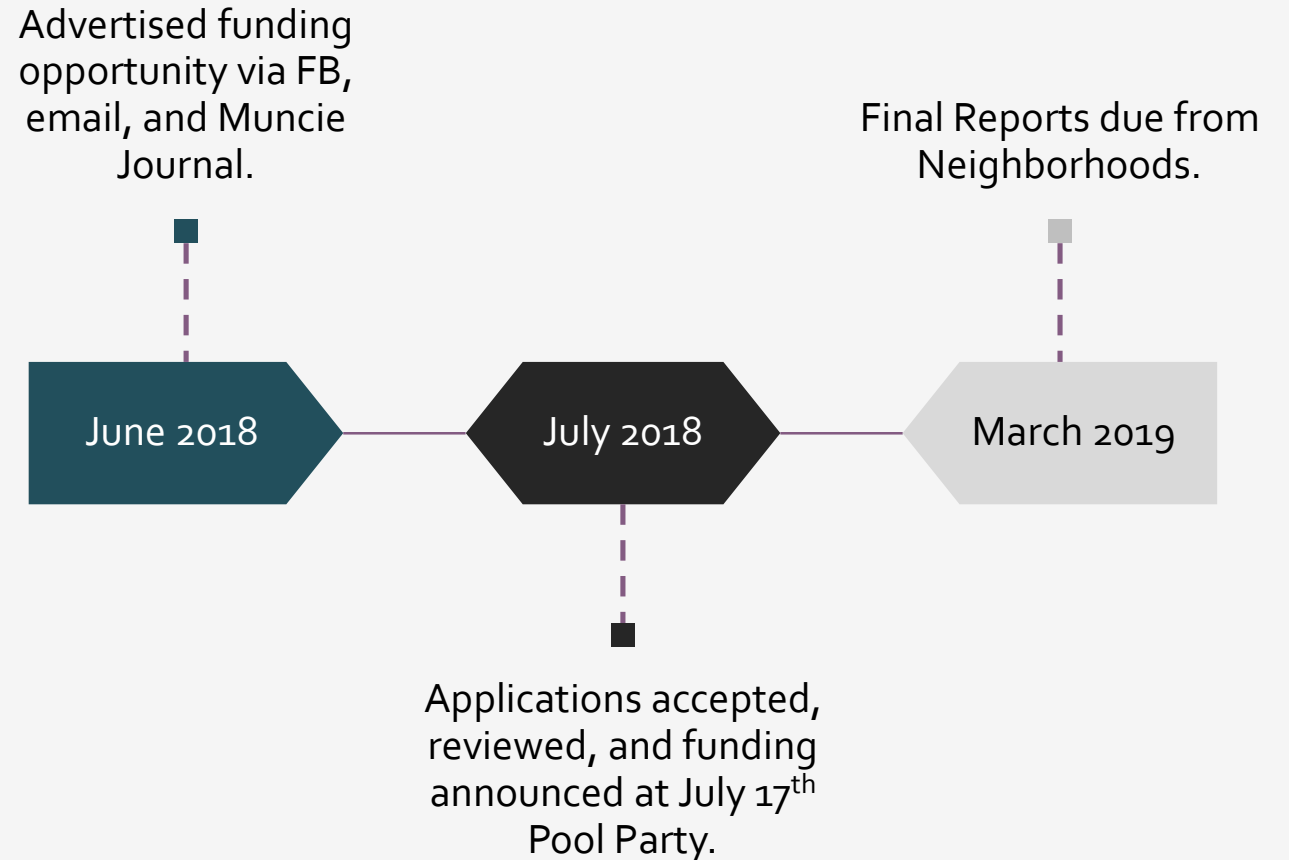 Advertised funding
opportunity via FB,
email, and Muncie
Journal.
Final Reports due from
Neighborhoods.
June 2018
July 2018
March 2019
Applications accepted,
reviewed, and funding
announced at July 17th
Pool Party.